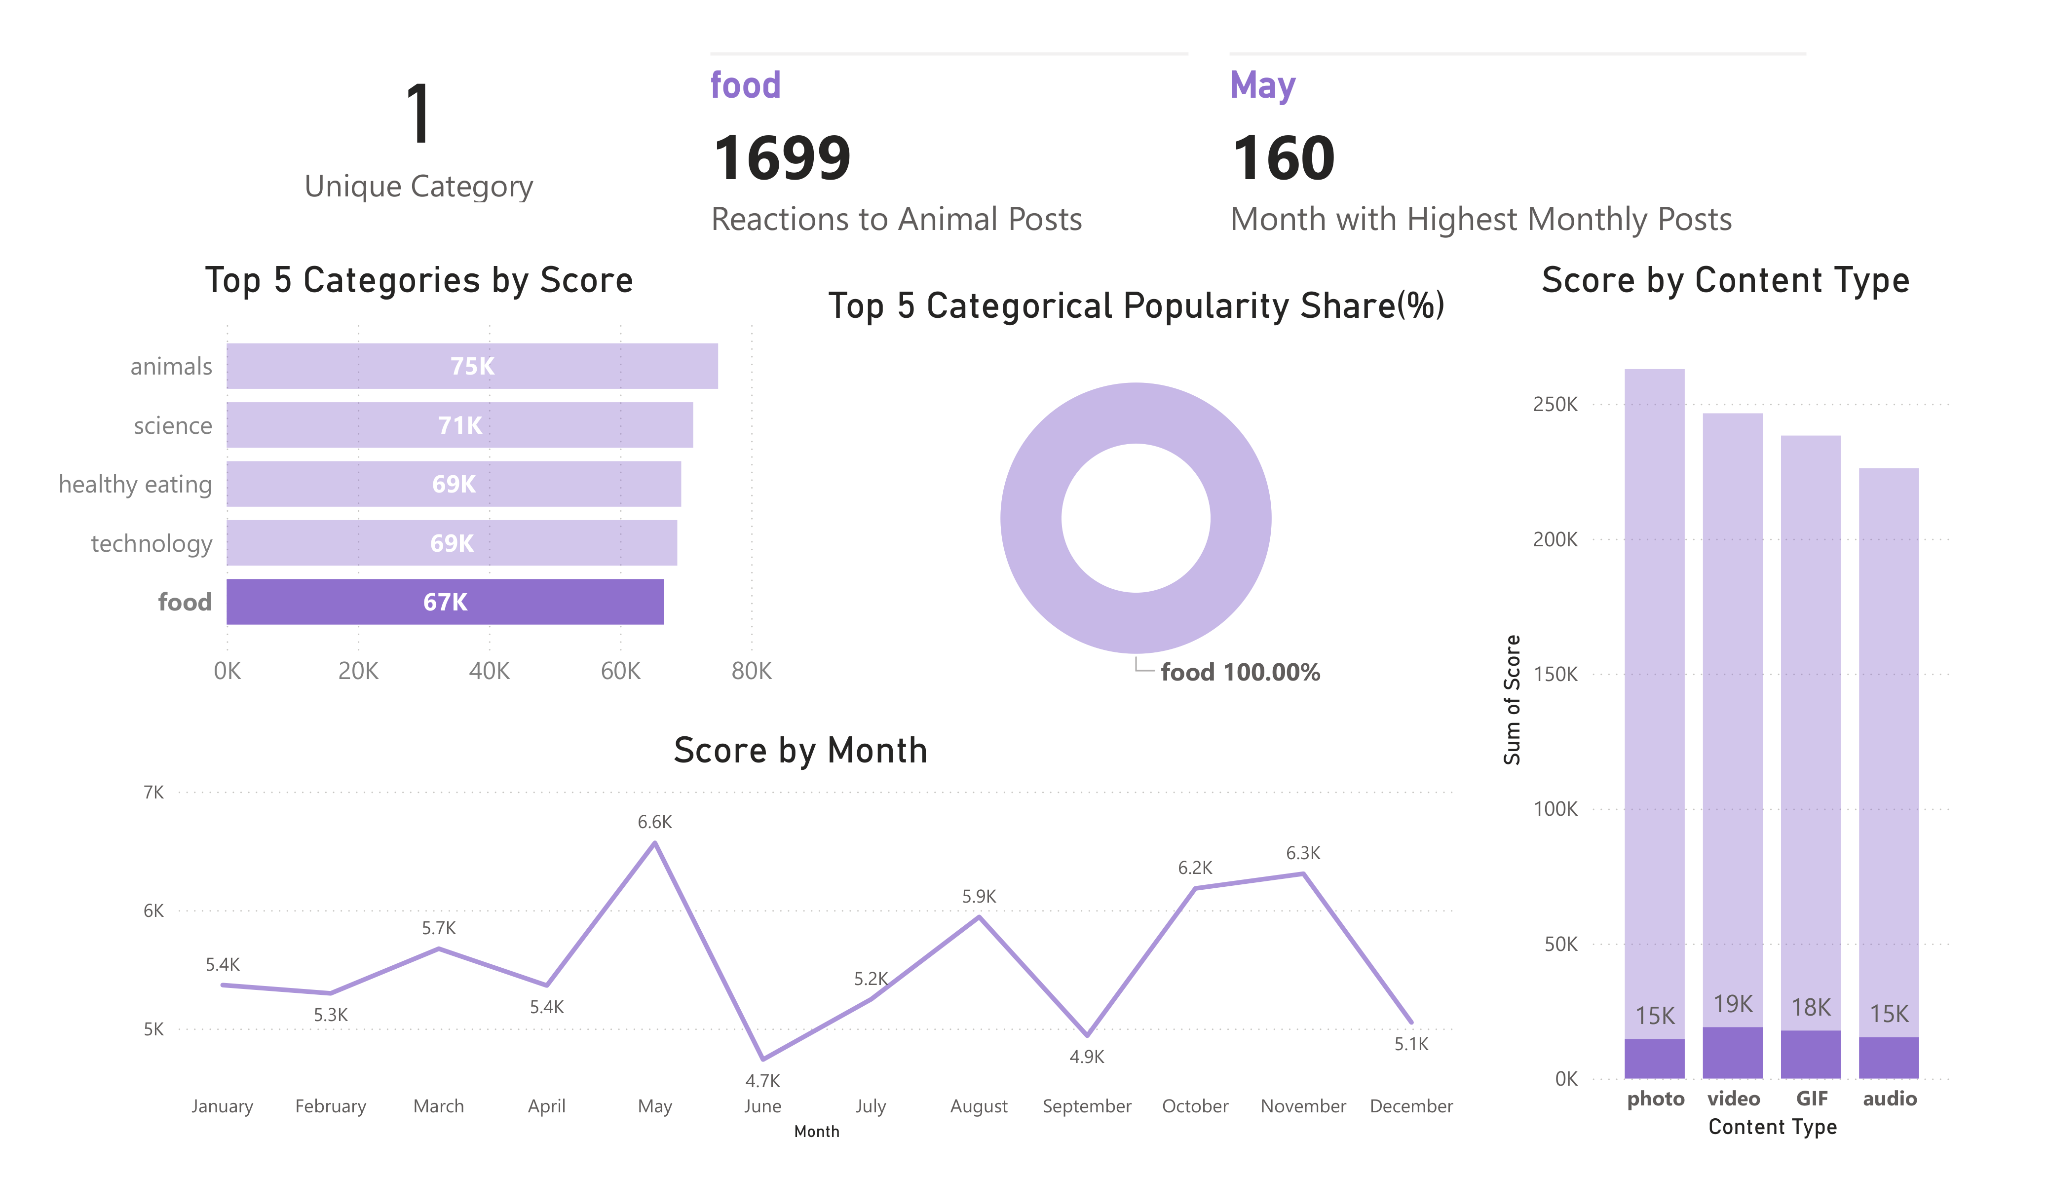 1
Unique Category
food
1699
Reactions to Animal Posts
May
160
Month with Highest Monthly Posts
Top 5 Categories by Score
animals
75K
science
71K
healthy eating
69K
technology
69K
food
67K
0K 20K 40K 60K 80K
Top 5 Categorical Popularity Share(%)
food 100.00%
Score by Content Type
Sum of Score
250K
200K
150K
100K
50K
0K
15K 19K 18K 15K
photo video GIF audio
Content Type
Score by Month
7K
6K
5K
5.4K
5.3K
5.7K
5.4K
6.6K
4.7K
5.2K
5.9K
4.9K
6.2K
6.3K
5.1K
January February March April May June July August September October November December
Month